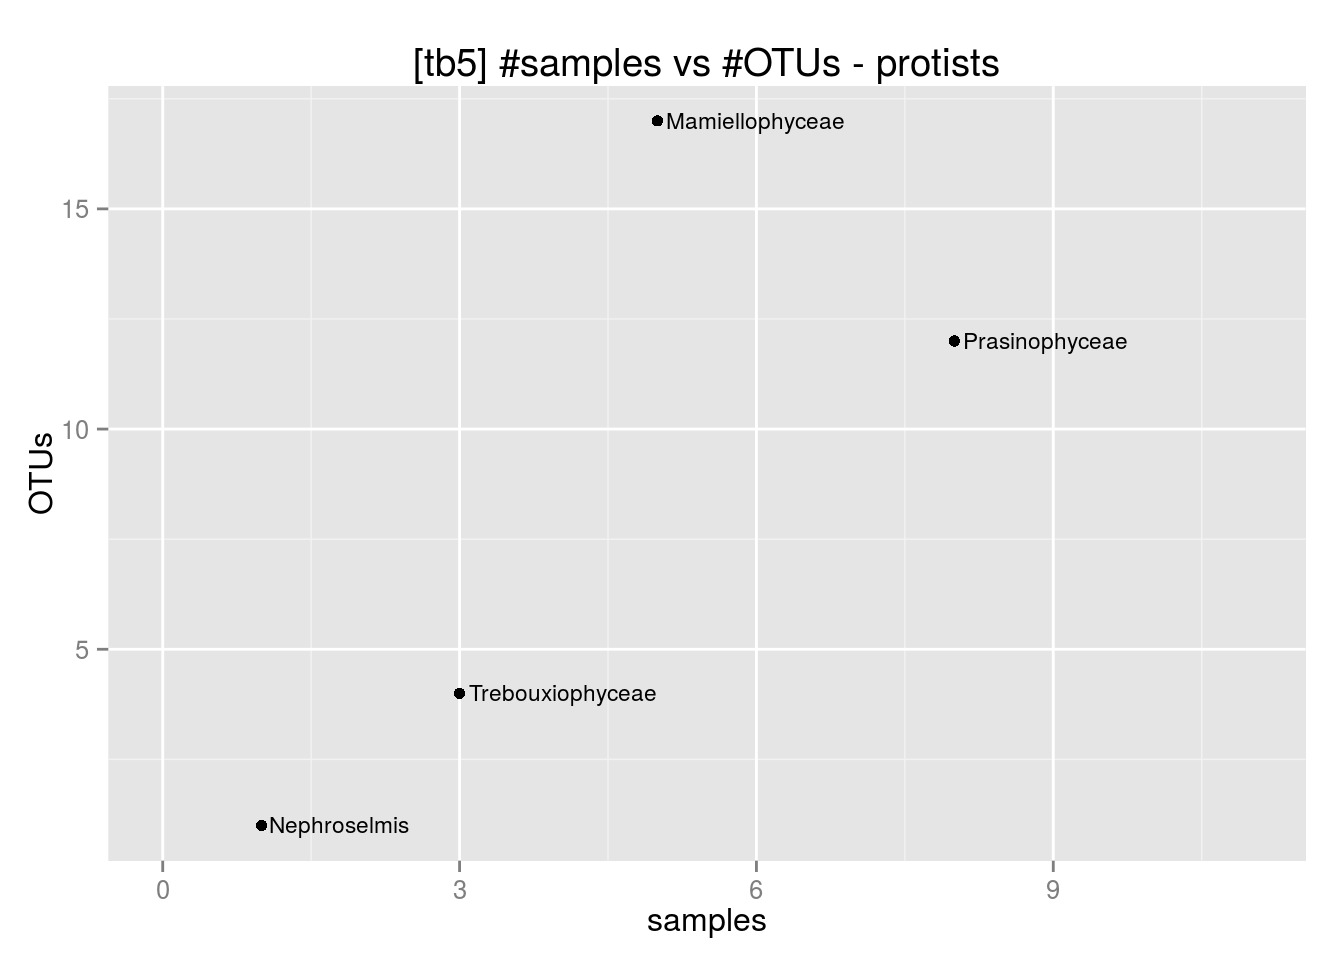 [tb5] #samples vs #OTUs - protists
Mamiellophyceae
15
Prasinophyceae
10
OTUs
5
Trebouxiophyceae
Nephroselmis
0 3 6 9
samples